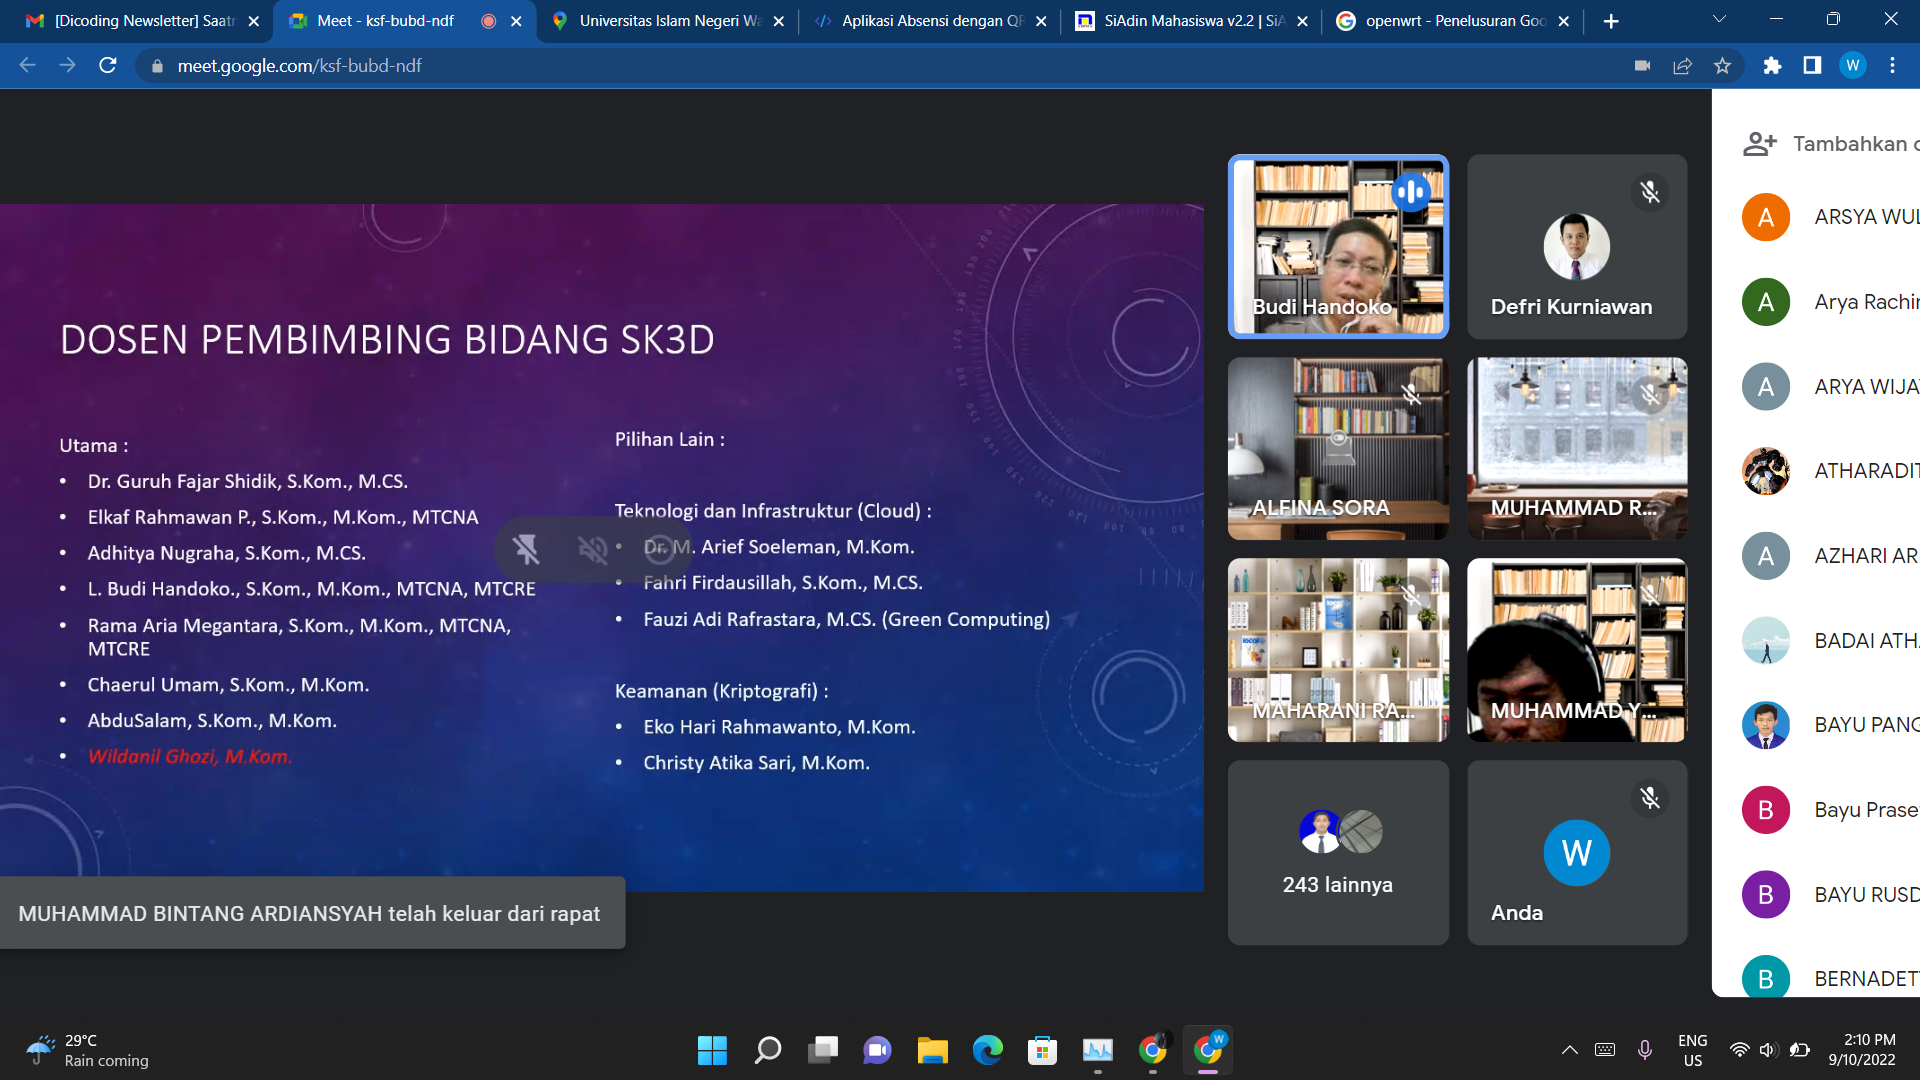 [Dicoding Newsletter] Saatn
Meet - ksf-bubd-ndf
Universitas Islam Negeri Wa
Aplikasi Absensi dengan QR
SiAdin Mahasiswa v2.2 | SiA
openwrt - Penelusuran Goo
meet.google.com/ksf-bubd-ndf
W
DOSEN PEMBIMBING BIDANG SK3D
Utama :
• Dr. Guruh Fajar Shidik, S.Kom., M.CS.
• Elkaf Rahmawan P., S.Kom., M.Kom., MTCNA
• Adhitya Nugraha, S.Kom., M.CS.
• L. Budi Handoko., S.Kom., M.Kom., MTCNA, MTCRE
• Rama Aria Megantara, S.Kom., M.Kom., MTCNA,
MTCRE
• Chaerul Umam, S.Kom., M.Kom.
• AbduSalam, S.Kom., M.Kom.
• Wildanil Ghozi, M.Kom.
Pilihan Lain :
Teknologi dan Infrastruktur (Cloud) :
• Dr. M. Arief Soeleman, M.Kom.
• Fahri Firdausillah, S.Kom., M.CS.
• Fauzi Adi Rafrastara, M.CS. (Green Computing)
Keamanan (Kriptografi) :
• Eko Hari Rahmawanto, M.Kom.
• Christy Atika Sari, M.Kom.
MUHAMMAD BINTANG ARDIANSYAH telah keluar dari rapat
Budi Handoko
Defri Kurniawan
ALFINA SORA
MUHAMMAD R...
MAHARANI RA...
MUHAMMAD Y...
243 lainnya
W
Anda
Tambahkan
A
ARSYA WUL
A
Arya Rachi
A
ARYA WIJA
ATHARADIT
A
AZHARI AR
BADAI ATH
BAYU PANG
B
Bayu Prase
B
BAYU RUSD
B
BERNADET
29°C
Rain coming
W
ENG
US
2:10 PM
9/10/2022